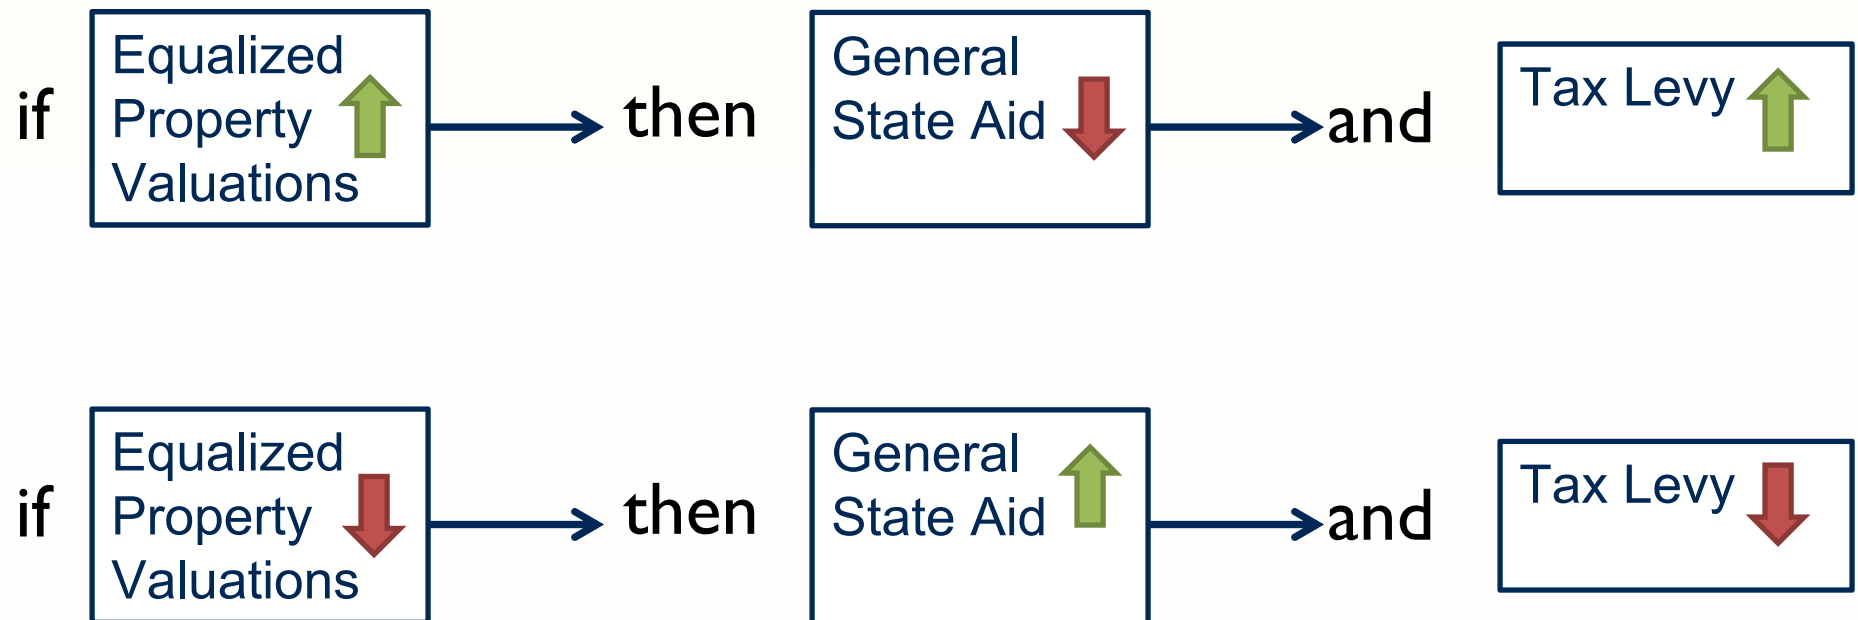 if
Equalized
Property
Valuations
then
General
State Aid
and
Tax Levy
if
Equalized
Property
Valuations
then
General
State Aid
and
Tax Levy